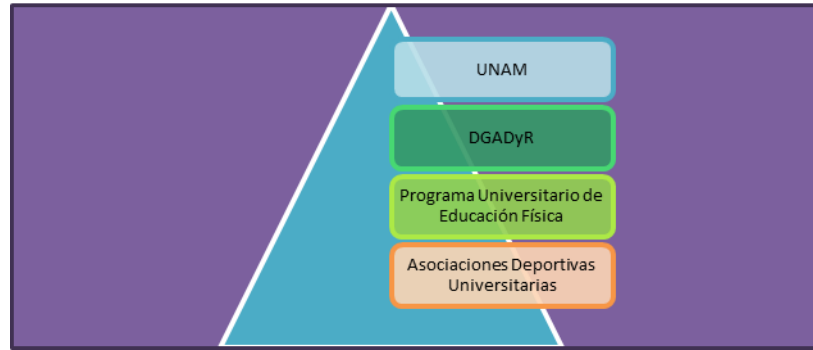 UNAM
DGADyR
Programa Universitario de
Educación Física
Asociaciones Deportivas
Universitarias